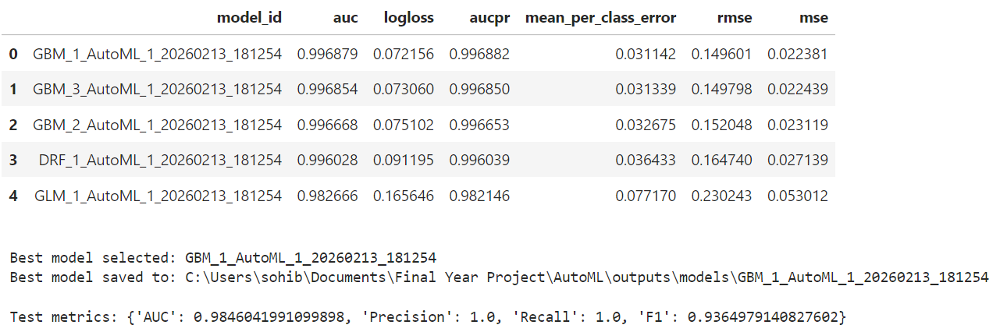 model_id auc logloss aucpr mean_per_class_error rmse mse
0 GBM_1_AutoML_1_20260213_181254 0.996879 0.072156 0.996882 0.031142 0.149601 0.022381
1 GBM_3_AutoML_1_20260213_181254 0.996854 0.073060 0.996850 0.031339 0.149798 0.022439
2 GBM_2_AutoML_1_20260213_181254 0.996668 0.075102 0.996653 0.032675 0.152048 0.023119
3 DRF_1_AutoML_1_20260213_181254 0.996028 0.091195 0.996039 0.036433 0.164740 0.027139
4 GLM_1_AutoML_1_20260213_181254 0.982666 0.165646 0.982146 0.077170 0.230243 0.053012
Best model selected: GBM_1_AutoML_1_20260213_181254
Best model saved to: C:\Users\sohib\Documents\Final Year Project\AutoML\outputs\models\GBM_1_AutoML_1_20260213_181254
Test metrics: {'AUC': 0.9846041991099898, 'Precision': 1.0, 'Recall': 1.0, 'F1': 0.9364979140827602}